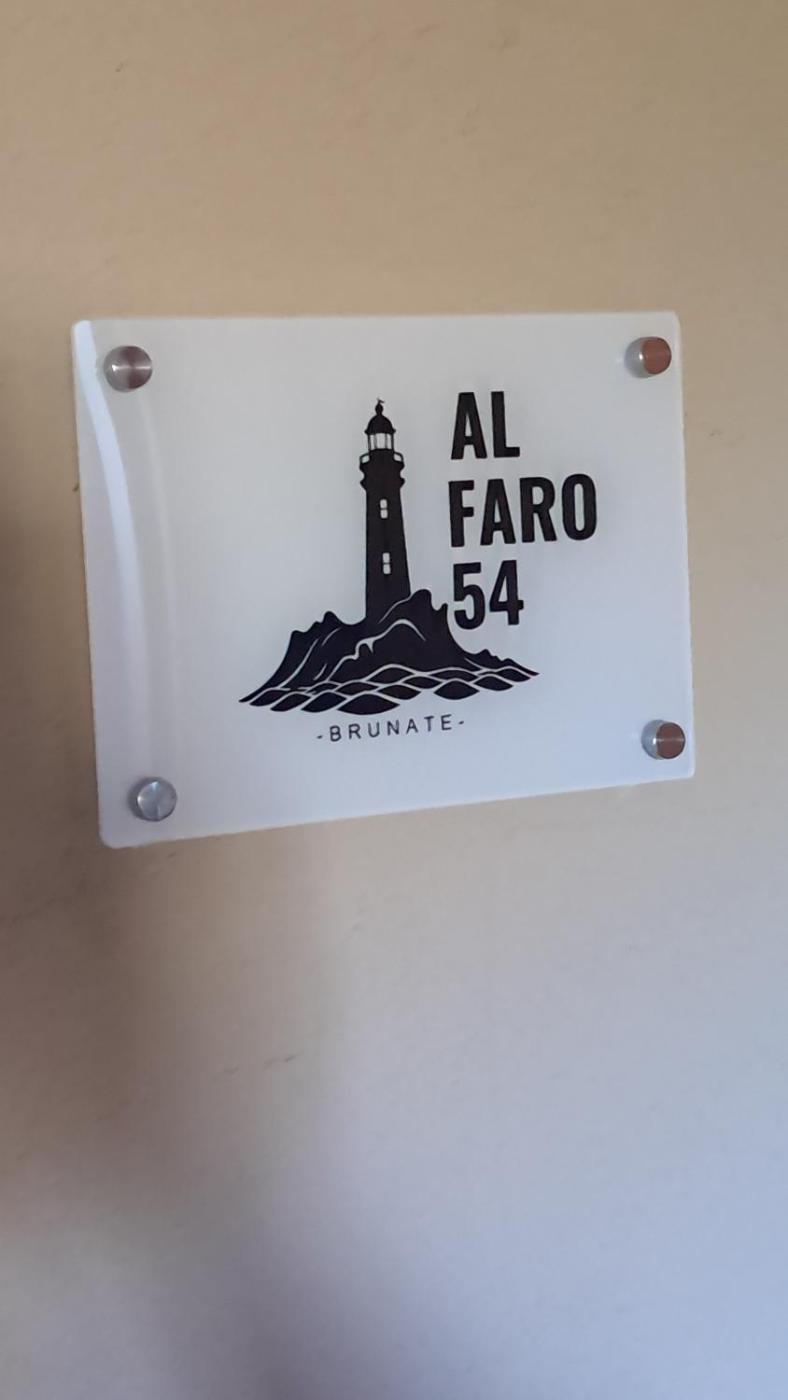 AL
FARO
54
-BRUNATE-